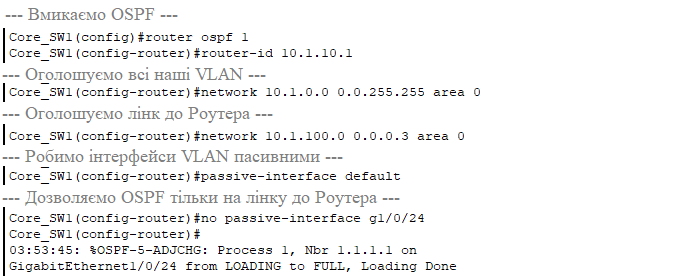 --- Вмикаємо OSPF ---
Core_SW1(config)#router ospf 1
Core_SW1(config-router)#router-id 10.1.10.1
--- Оголошуємо всі наші VLAN ---
Core_SW1(config-router)#network 10.1.0.0 0.0.255.255 area 0
--- Оголошуємо лінк до Роутера ---
Core_SW1(config-router)#network 10.1.100.0 0.0.0.3 area 0
--- Робимо інтерфейси VLAN пасивними ---
Core_SW1(config-router)#passive-interface default
--- Дозволяємо OSPF тільки на лінку до Роутера ---
Core_SW1(config-router)#no passive-interface g1/0/24
Core_SW1(config-router)#
03:53:45: %OSPF-5-ADJCHG: Process 1, Nbr 1.1.1.1 on
GigabitEthernet1/0/24 from LOADING to FULL, Loading Done